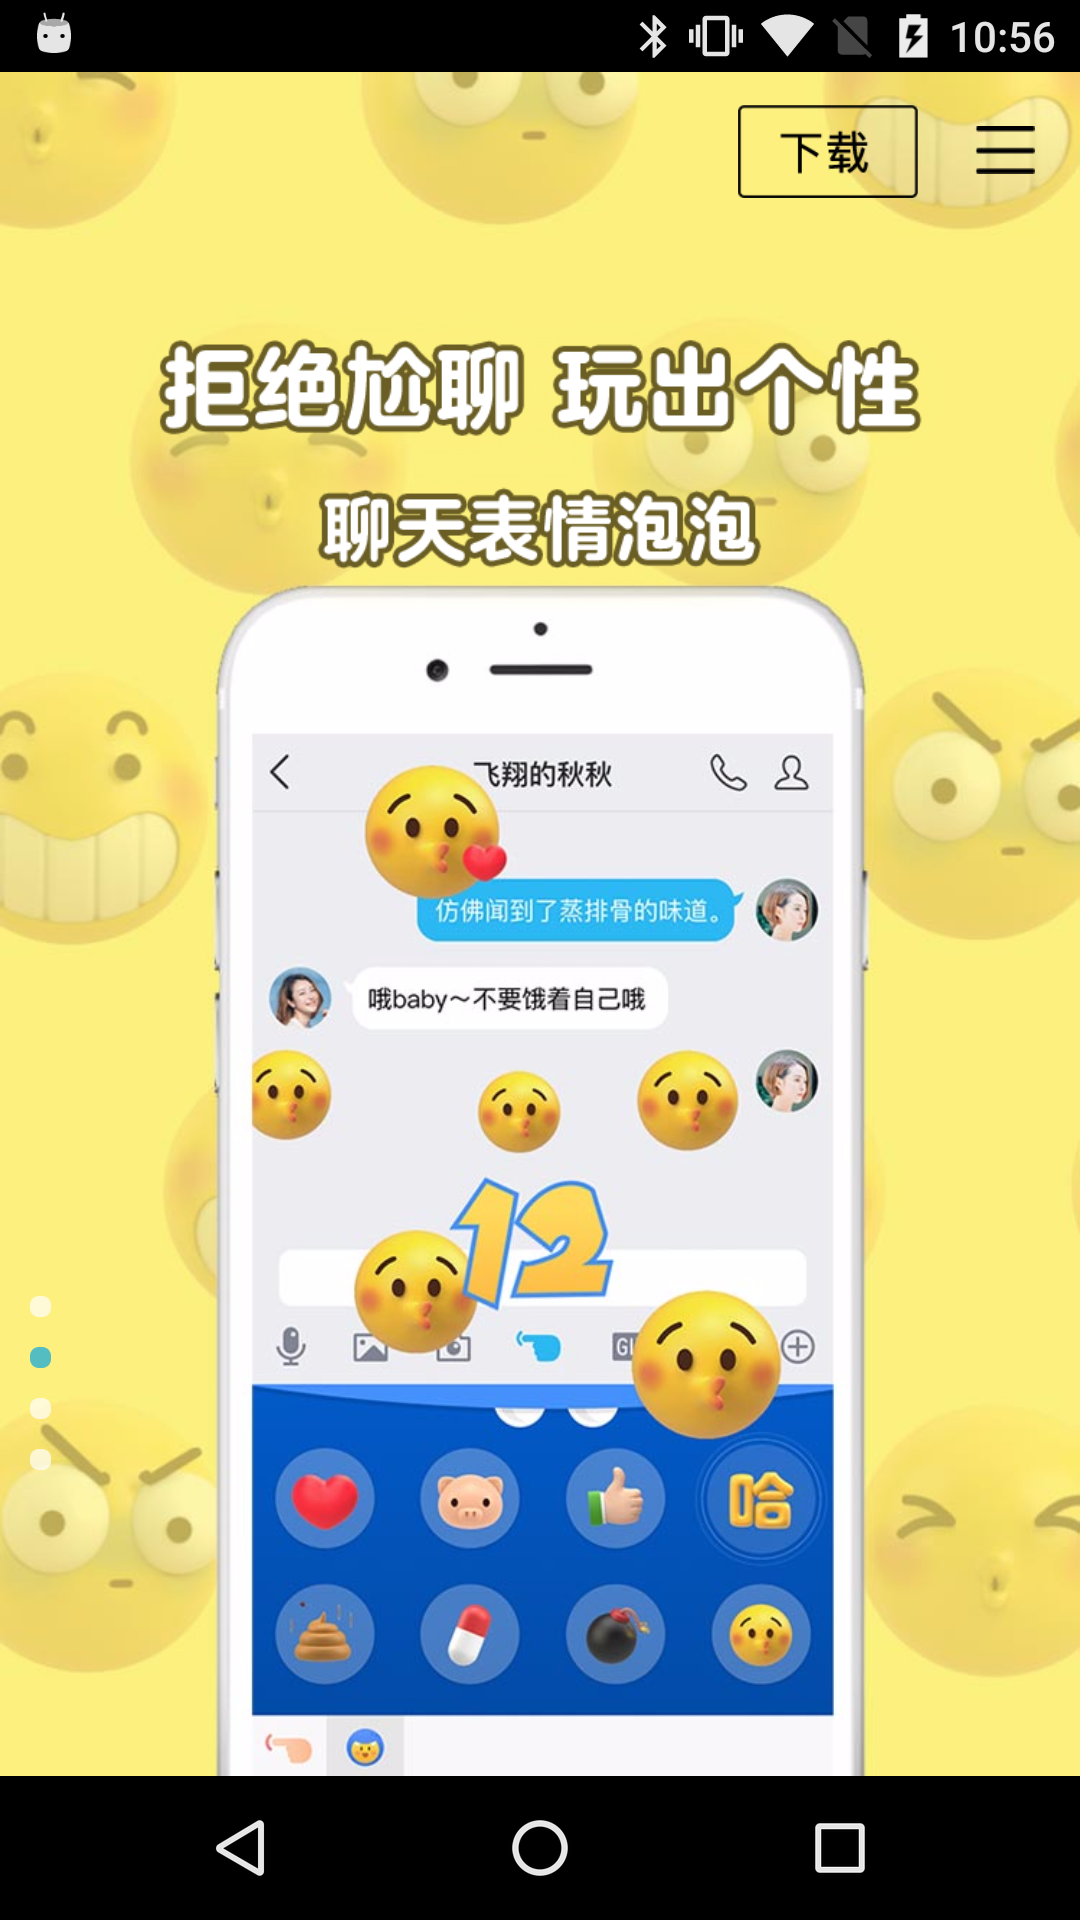 10:56
下载
拒绝尬聊 玩出个性
聊天表情泡泡
飞翔的秋秋
仿佛闻到了蒸排骨的味道。
哦baby～不要饿着自己哦
12
GI
哈